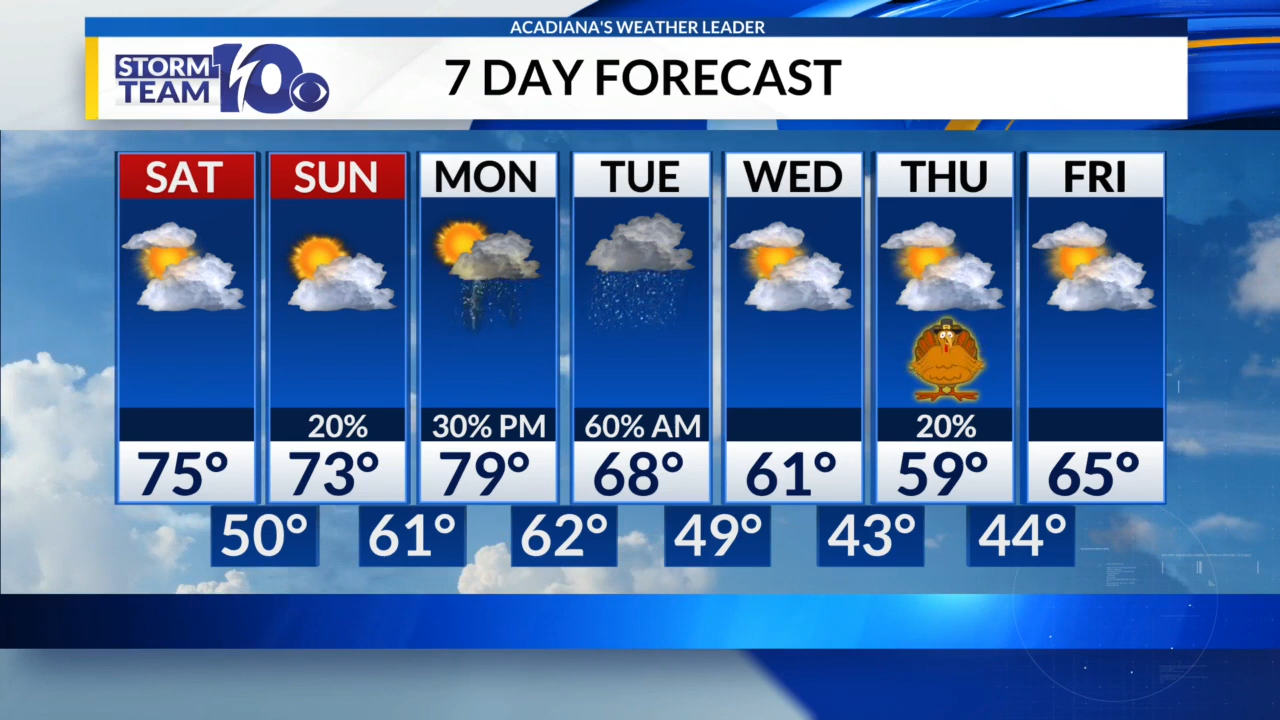 ACADIANA'S WEATHER LEADER
STORM TEAM 10
7 DAY FORECAST
SAT SUN MON TUE WED THU FRI
20% 30% PM 60% AM 20%
75° 73° 79° 68° 61° 59° 65°
50° 61° 62° 49° 43° 44°